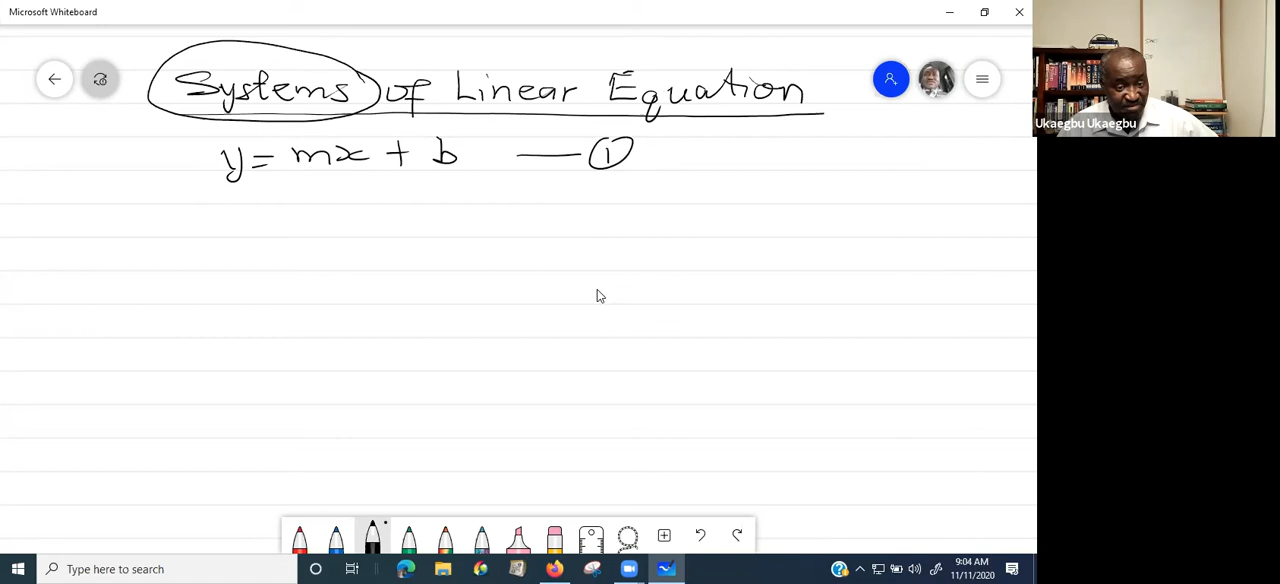 Microsoft Whiteboard
Systems of Linear Equation
Ukaegbu Ukaegbu
y = mx + b — 1
Type here to search
9:04 AM
11/11/2020